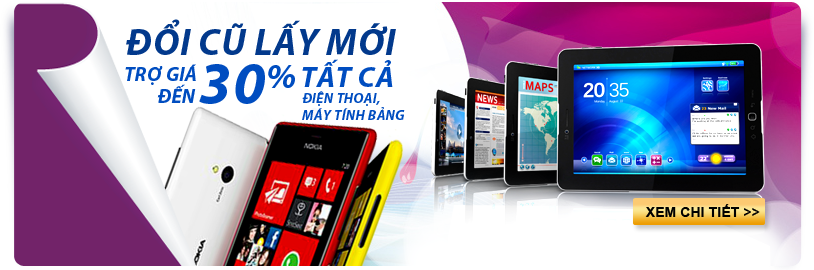 ĐỔI CŨ LẤY MỚI
TRỢ GIÁ
ĐẾN
30%
TẤT CẢ
ĐIỆN THOẠI,
MÁY TÍNH BẢNG
NOKIA
NOKIA
NEWS
MAPS
20 35
XEM CHI TIẾT >>